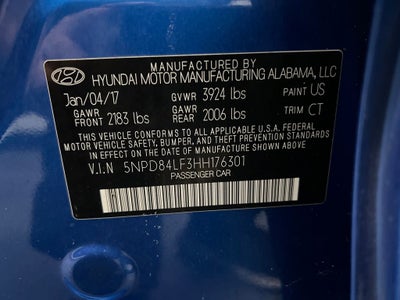 MANUFACTURED BY
HYUNDAI MOTOR MANUFACTURING ALABAMA, LLC
Jan/04/17 GVWR 3924 lbs PAINT US
GAWR FRONT 2183 lbs GAWR REAR 2006 lbs TRIM CT
THIS VEHICLE CONFORMS TO ALL APPLICABLE FEDERAL
MOTOR VEHICLE SAFETY, BUMPER, AND THEFT PREVENTION
STANDARDS IN EFFECT ON THE DATE OF MANUFACTURE SHOWN ABOVE.
V.I.N 5NPD84LF3HH176301
PASSENGER CAR